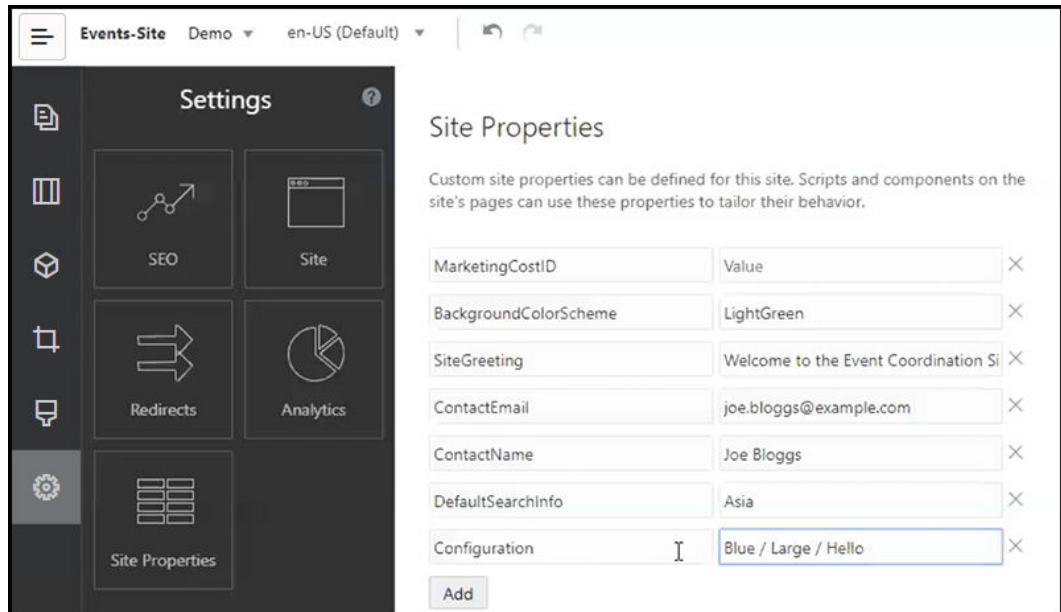 Events-Site Demo en-US (Default)
Settings
?
SEO
Site
Redirects
Analytics
Site Properties
Site Properties
Custom site properties can be defined for this site. Scripts and components on the
site's pages can use these properties to tailor their behavior.
MarketingCostID Value
BackgroundColorScheme LightGreen
SiteGreeting Welcome to the Event Coordination Si
ContactEmail joe.bloggs@example.com
ContactName Joe Bloggs
DefaultSearchInfo Asia
Configuration Blue / Large / Hello
Add